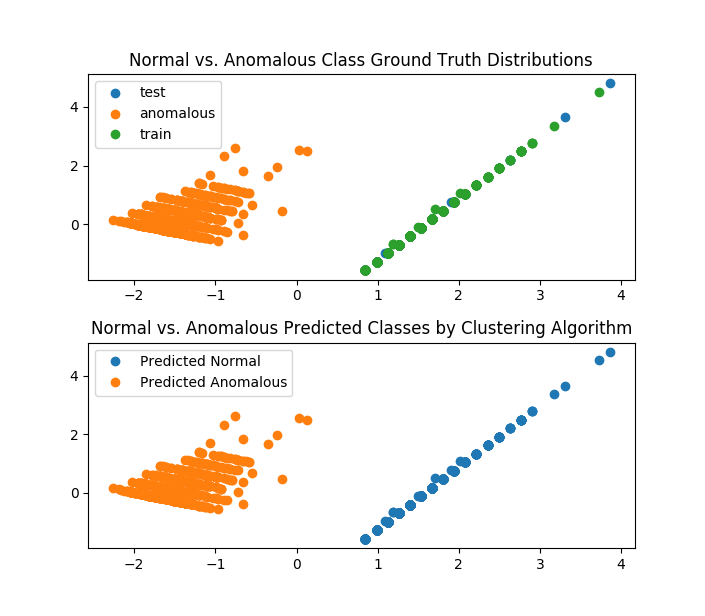 Normal vs. Anomalous Class Ground Truth Distributions
test
anomalous
train
4
2
0
−2
−1
0
1
2
3
4
Normal vs. Anomalous Predicted Classes by Clustering Algorithm
Predicted Normal
Predicted Anomalous
4
2
0
−2
−1
0
1
2
3
4